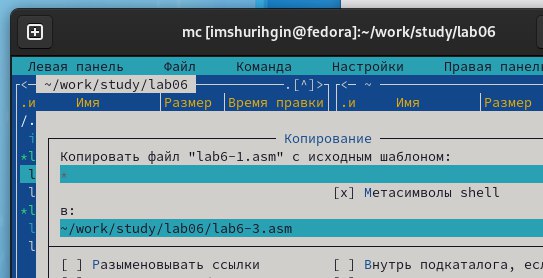 mc [imshurihgin@fedora]:~/work/study/lab06
Левая панель Файл Команда Настройки Правая панел
<— ~/work/study/lab06 .[^]> <— ~
.и Имя Размер Время правки .и Имя Размер
/.
Копирование
Копировать файл "lab6-1.asm" с исходным шаблоном:
*
[x] Метасимволы shell
в:
~/work/study/lab06/lab6-3.asm
[ ] Разыменовывать ссылки [ ] Внутрь подкаталога, есл